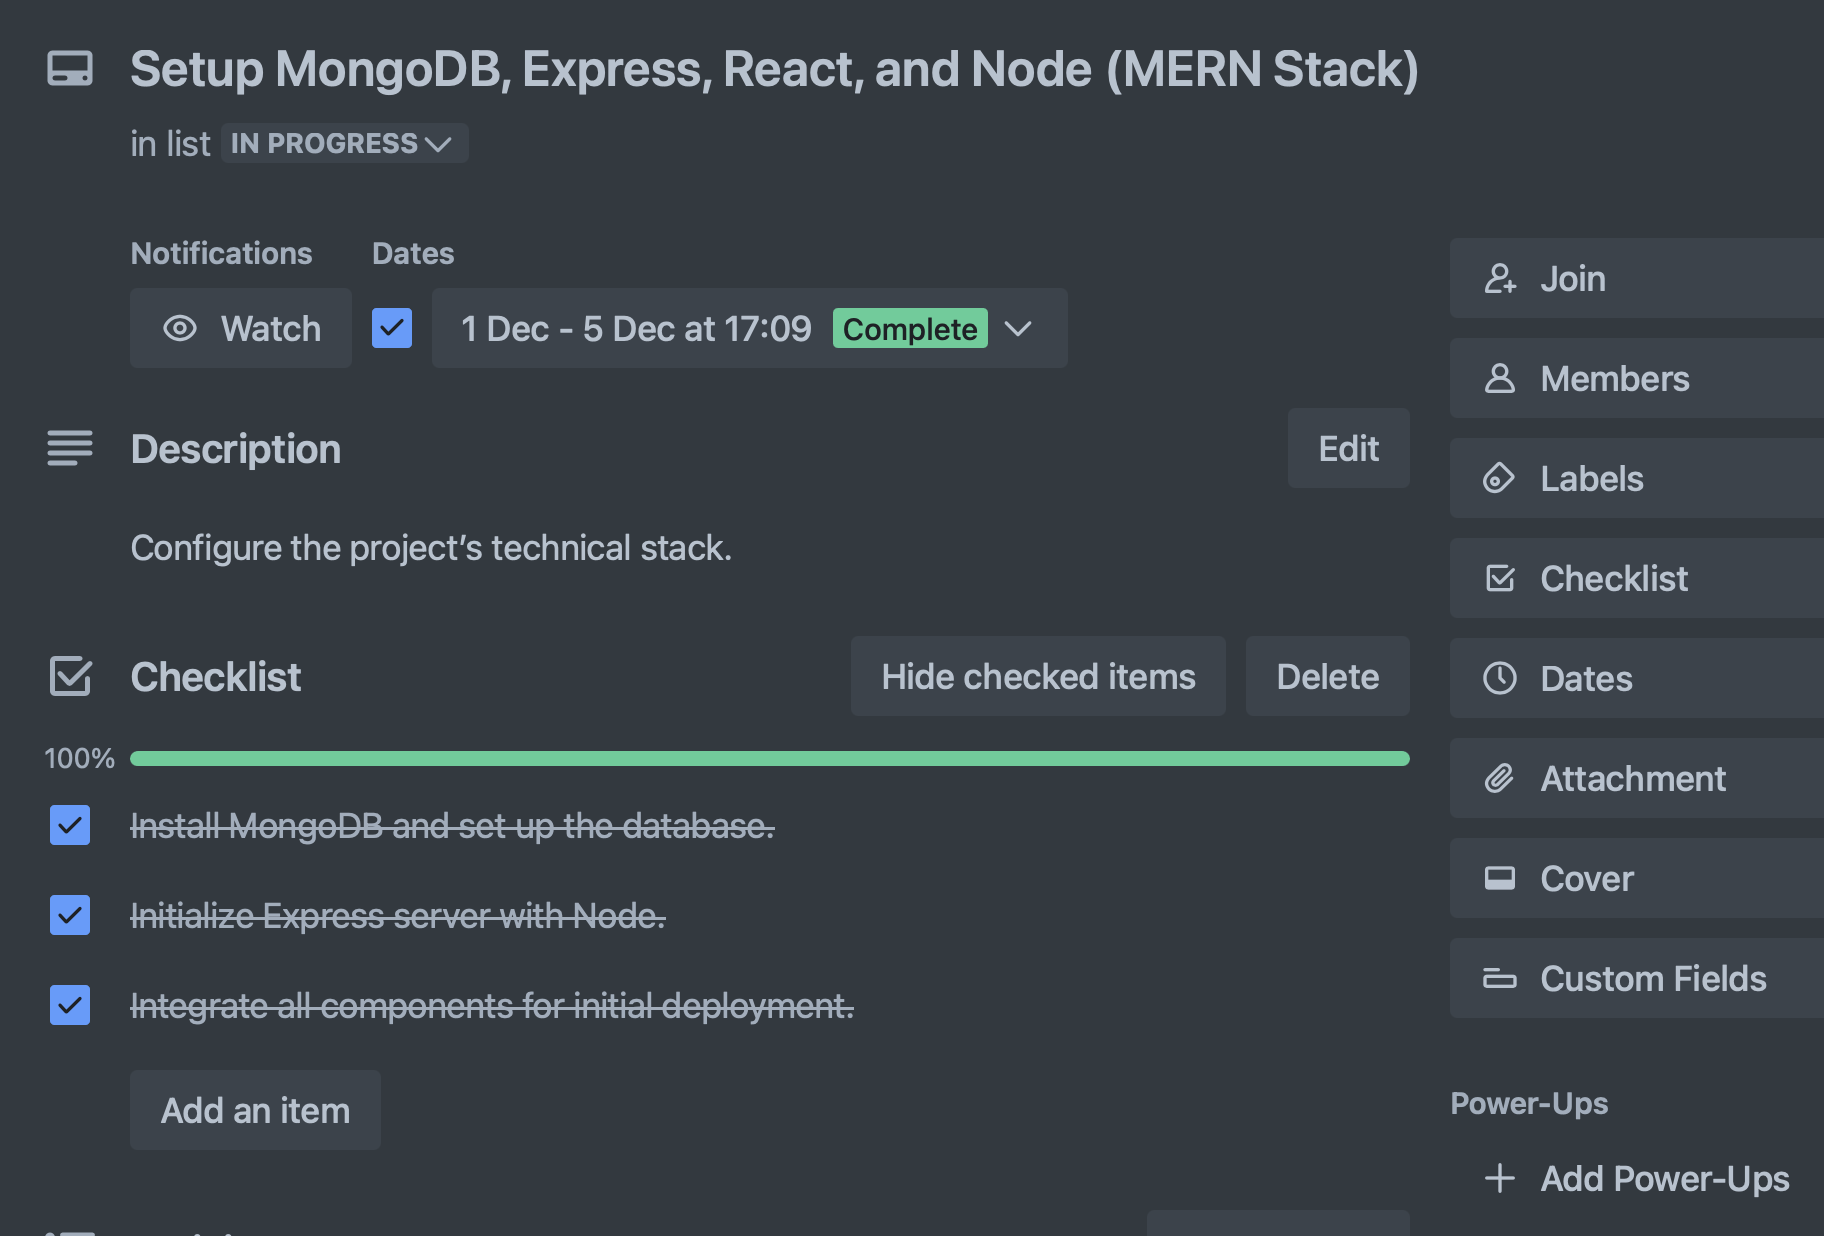 Setup MongoDB, Express, React, and Node (MERN Stack)
in list IN PROGRESS
Notifications
Dates
Watch
1 Dec - 5 Dec at 17:09 Complete
Description
Edit
Configure the project’s technical stack.
Checklist
Hide checked items
Delete
100%
Install MongoDB and set up the database.
Initialize Express server with Node.
Integrate all components for initial deployment.
Add an item
Join
Members
Labels
Checklist
Dates
Attachment
Cover
Custom Fields
Power-Ups
Add Power-Ups